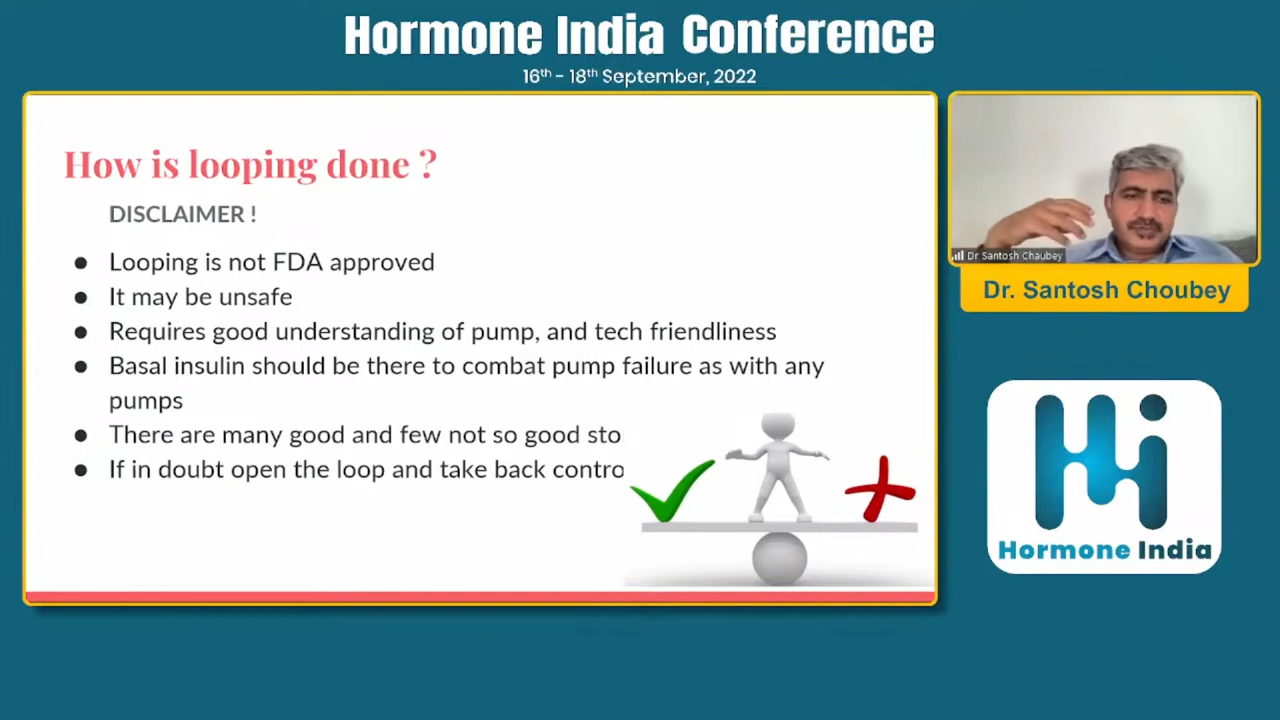 Hormone India Conference
16th - 18th September, 2022
How is looping done ?
DISCLAIMER !
● Looping is not FDA approved
● It may be unsafe
● Requires good understanding of pump, and tech friendliness
● Basal insulin should be there to combat pump failure as with any
pumps
● There are many good and few not so good sto
● If in doubt open the loop and take back contro
Dr Santosh Chaubey
Dr. Santosh Choubey
Hormone India